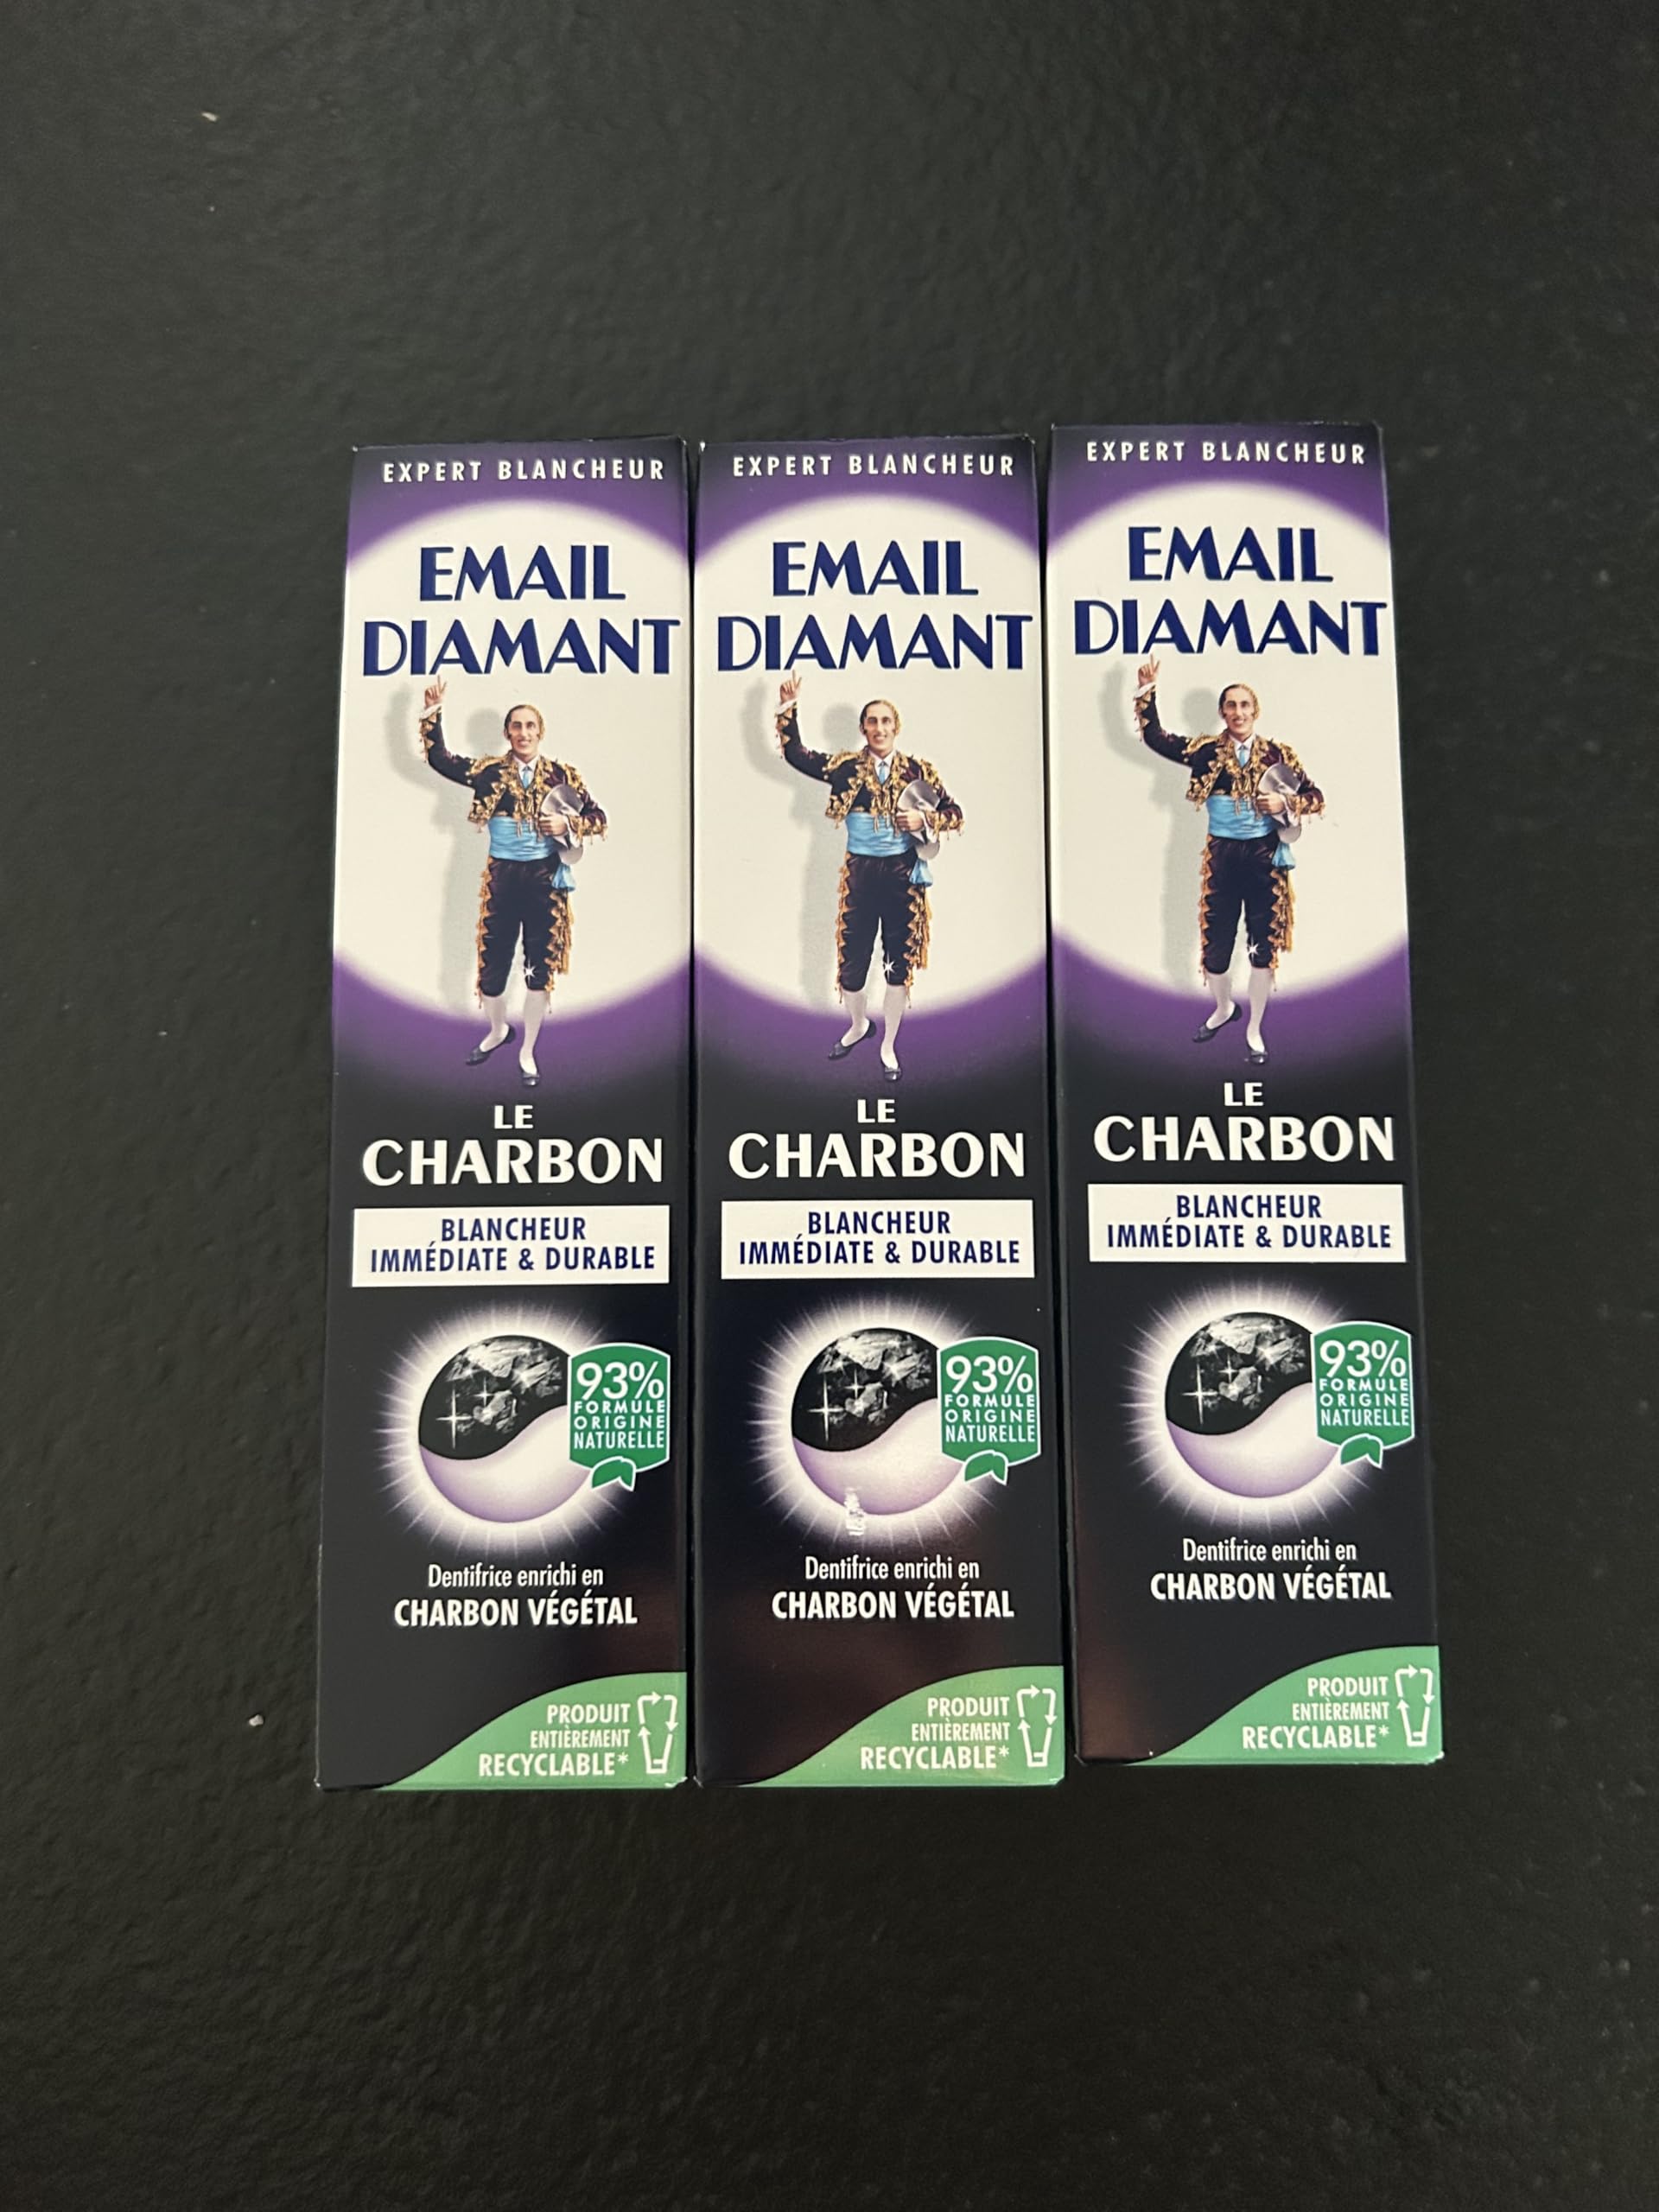 EXPERT BLANCHEUR
EMAIL
DIAMANT
LE
CHARBON
BLANCHEUR
IMMÉDIATE & DURABLE
93%
FORMULE
ORIGINE
NATURELLE
Dentifrice enrichi en
CHARBON VÉGÉTAL
PRODUIT
ENTIÈREMENT
RECYCLABLE*
EXPERT BLANCHEUR
EMAIL
DIAMANT
LE
CHARBON
BLANCHEUR
IMMÉDIATE & DURABLE
93%
FORMULE
ORIGINE
NATURELLE
Dentifrice enrichi en
CHARBON VÉGÉTAL
PRODUIT
ENTIÈREMENT
RECYCLABLE*
EXPERT BLANCHEUR
EMAIL
DIAMANT
LE
CHARBON
BLANCHEUR
IMMÉDIATE & DURABLE
93%
FORMULE
ORIGINE
NATURELLE
Dentifrice enrichi en
CHARBON VÉGÉTAL
PRODUIT
ENTIÈREMENT
RECYCLABLE*